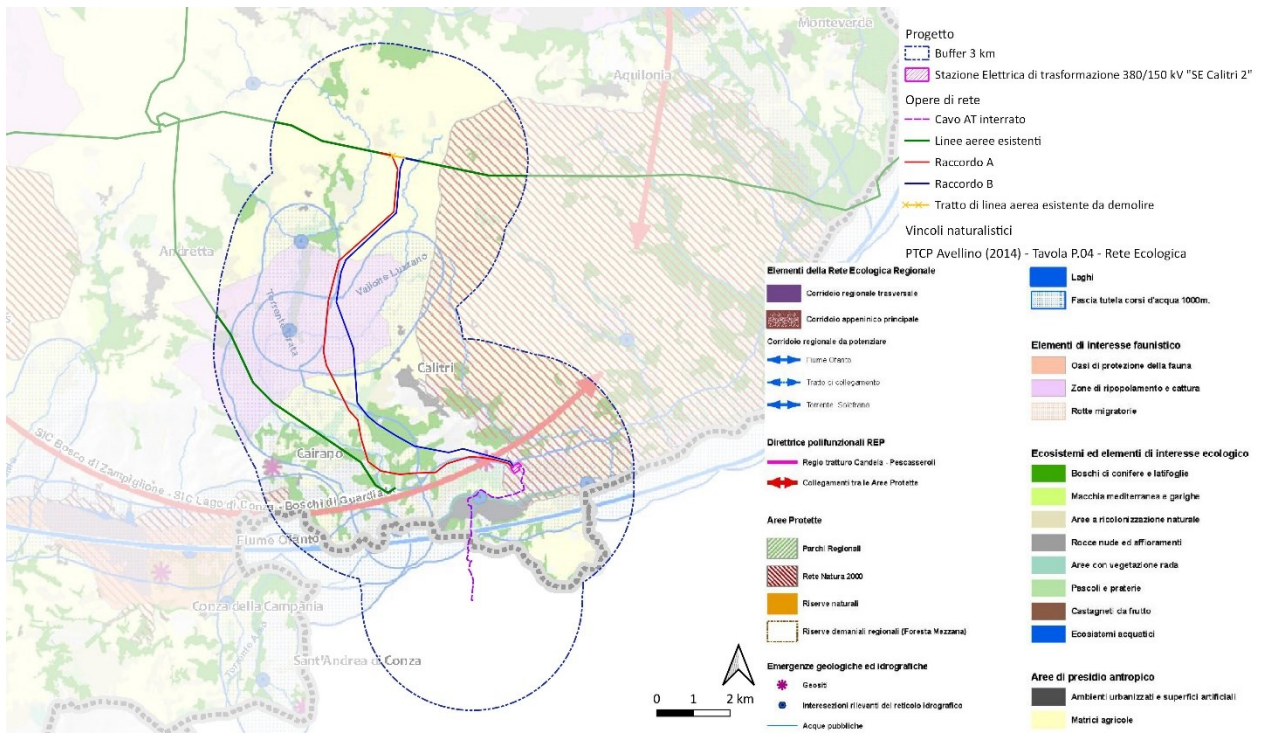 Monteverde
Aquilonia
Andretta
Vallone Luzzano
Torrente Orata
Calitri
Cairano
SIC Bosco di Zampaglione - SIC Lago di Conza - Boschi di Guardia
Fiume Ofanto
Conza della Campania
Sant'Andrea di Conza
0 1 2 km
Progetto
Buffer 3 km
Stazione Elettrica di trasformazione 380/150 kV "SE Calitri 2"
Opere di rete
Cavo AT interrato
Linee aeree esistenti
Raccordo A
Raccordo B
Tratto di linea aerea esistente da demolire
Vincoli naturalistici
PTCP Avellino (2014) - Tavola P.04 - Rete Ecologica
Elementi della Rete Ecologica Regionale
Corridoio regionale trasversale
Corridoio appeninico principale
Corridoio regionale da potenziare
Fiume Ofanto
Tratto di collegamento
Direttrice polifunzionali REP
Regio tratturo Candela - Pescasseroli
Collegamenti tra le Aree Protette
Aree Protette
Parchi Regionali
Rete Natura 2000
Riserve naturali
Riserve demaniali regionali (Foresta Mezzana)
Emergenze geologiche ed idrografiche
Geositi
Intersezioni rilevanti del reticolo idrografico
Acque pubbliche
Laghi
Fascia tutela corsi d'acqua 1000m.
Elementi di interesse faunistico
Oasi di protezione della fauna
Zone di ripopolamento e cattura
Rotte migratorie
Ecosistemi ed elementi di interesse ecologico
Boschi di conifere e latifoglie
Macchia mediterranea e garighe
Aree a ricolonizzazione naturale
Rocce nude ed affioramenti
Aree con vegetazione rada
Pascoli e praterie
Castagneti da frutto
Ecosistemi acquatici
Aree di presidio antropico
Ambienti urbanizzati e superfici artificiali
Matrici agricole